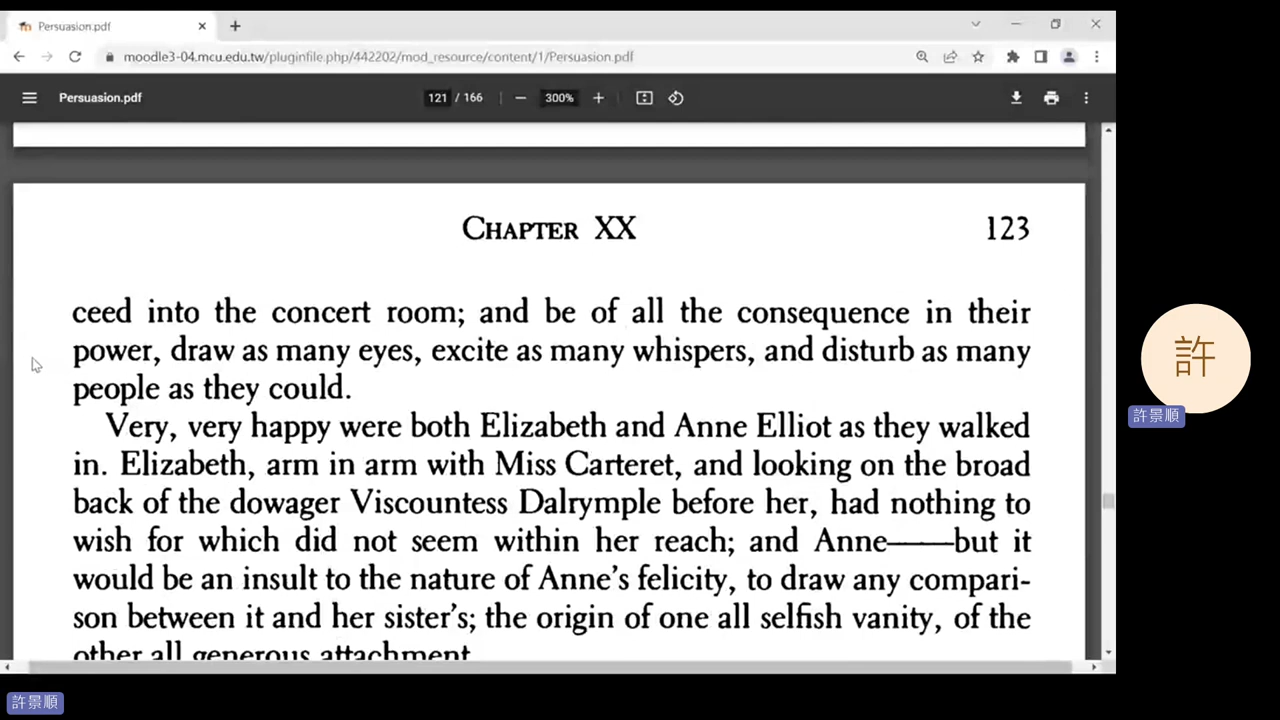 Persuasion.pdf
moodle3-04.mcu.edu.tw/pluginfile.php/442202/mod_resource/content/1/Persuasion.pdf
Persuasion.pdf 121 / 166 300%
CHAPTER XX 123
ceed into the concert room; and be of all the consequence in their
power, draw as many eyes, excite as many whispers, and disturb as many
people as they could.
Very, very happy were both Elizabeth and Anne Elliot as they walked
in. Elizabeth, arm in arm with Miss Carteret, and looking on the broad
back of the dowager Viscountess Dalrymple before her, had nothing to
wish for which did not seem within her reach; and Anne——but it
would be an insult to the nature of Anne's felicity, to draw any compari-
son between it and her sister's; the origin of one all selfish vanity, of the
other all generous attachment.
許
許景順
許景順